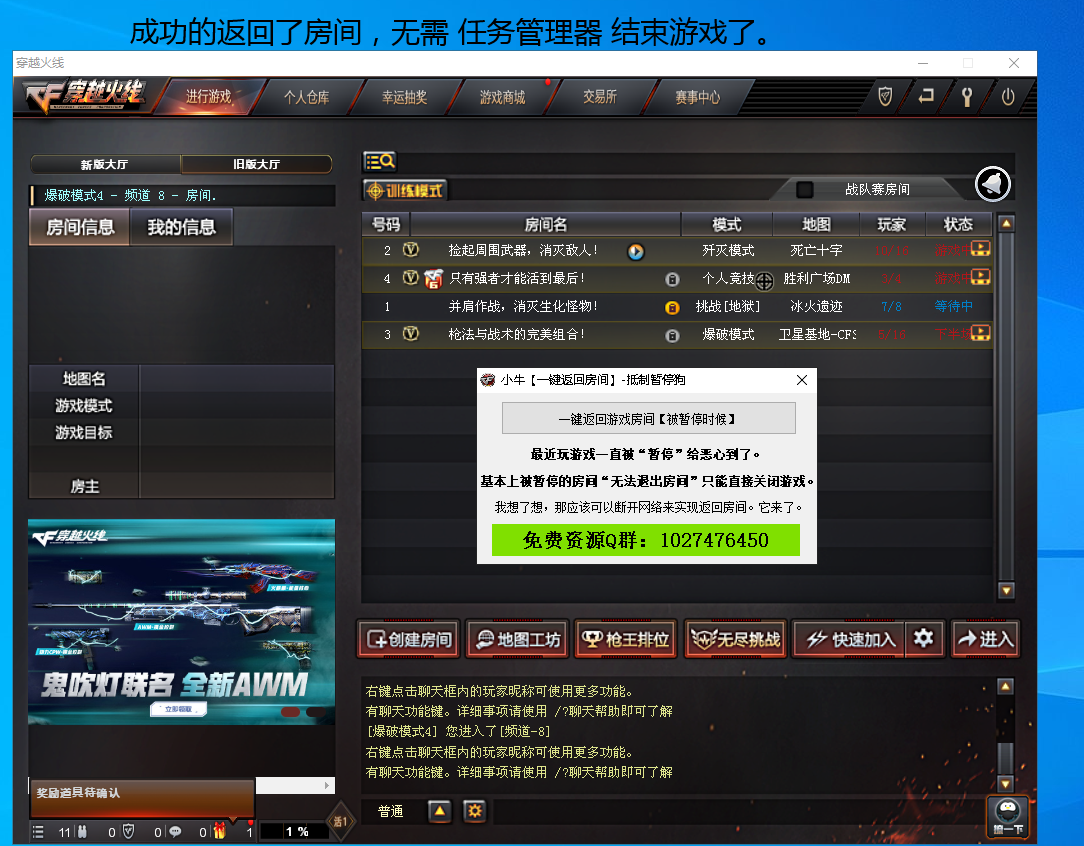 成功的返回了房间，无需 任务管理器 结束游戏了。
穿越火线
穿越火线
进行游戏 个人仓库 幸运抽奖 游戏商城 交易所 赛事中心
新版大厅 旧版大厅
爆破模式4 - 频道 8 - 房间.
房间信息 我的信息
训练模式
战队赛房间
号码 房间名 模式 地图 玩家 状态
2 捡起周围武器，消灭敌人！ 歼灭模式 死亡十字
4 只有强者才能活到最后！ 个人竞技 胜利广场DM
1 并肩作战，消灭生化怪物！ 挑战[地狱] 冰火遗迹 7/8 等待中
3 枪法与战术的完美组合！ 爆破模式 卫星基地-CFS 5/16
小牛【一键返回房间】-抵制暂停狗
一键返回游戏房间【被暂停时候】
最近玩游戏一直被“暂停”给恶心到了。
基本上被暂停的房间“无法退出房间”只能直接关闭游戏。
我想了想，那应该可以断开网络来实现返回房间。它来了。
免费资源Q群：1027476450
地图名
游戏模式
游戏目标
房主
穿越火线
鬼吹灯联名 全新AWM
立即领取
创建房间 地图工坊 枪王排位 无尽挑战 快速加入 进入
右键点击聊天框内的玩家昵称可使用更多功能。
有聊天功能键。详细事项请使用 /?聊天帮助即可了解
[爆破模式4] 您进入了[频道-8]
右键点击聊天框内的玩家昵称可使用更多功能。
有聊天功能键。详细事项请使用 /?聊天帮助即可了解
普通
奖励道具待确认
11 0 0 0 1 1 % 活1
搞一下